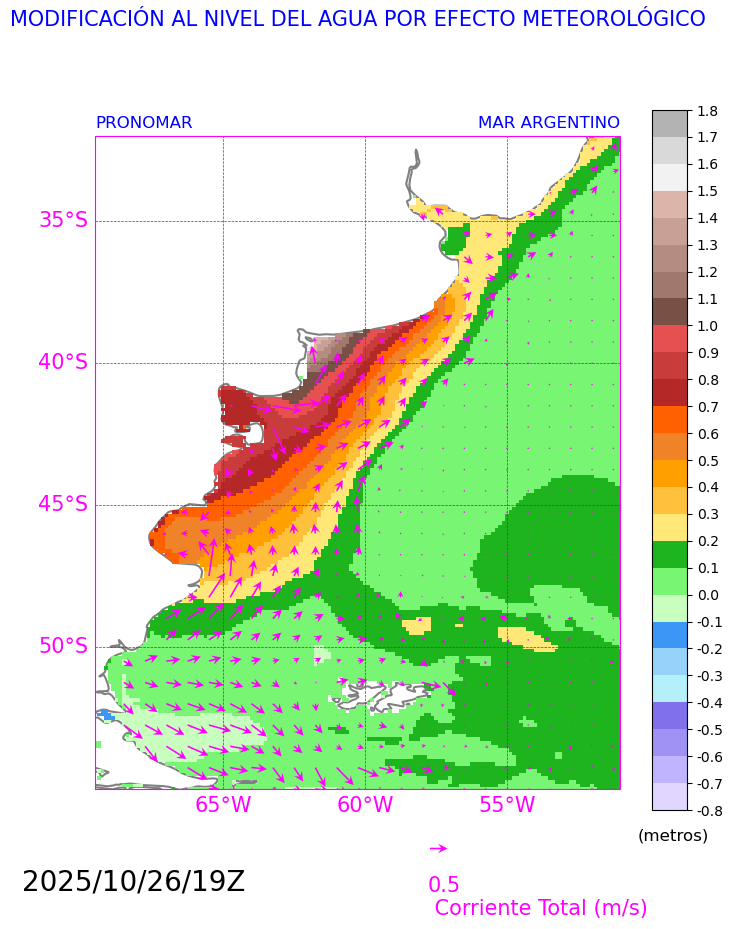 MODIFICACIÓN AL NIVEL DEL AGUA POR EFECTO METEOROLÓGICO
PRONOMAR MAR ARGENTINO
35°S
40°S
45°S
50°S
65°W 60°W 55°W
1.8
1.7
1.6
1.5
1.4
1.3
1.2
1.1
1.0
0.9
0.8
0.7
0.6
0.5
0.4
0.3
0.2
0.1
0.0
-0.1
-0.2
-0.3
-0.4
-0.5
-0.6
-0.7
-0.8
(metros)
2025/10/26/19Z
0.5
Corriente Total (m/s)